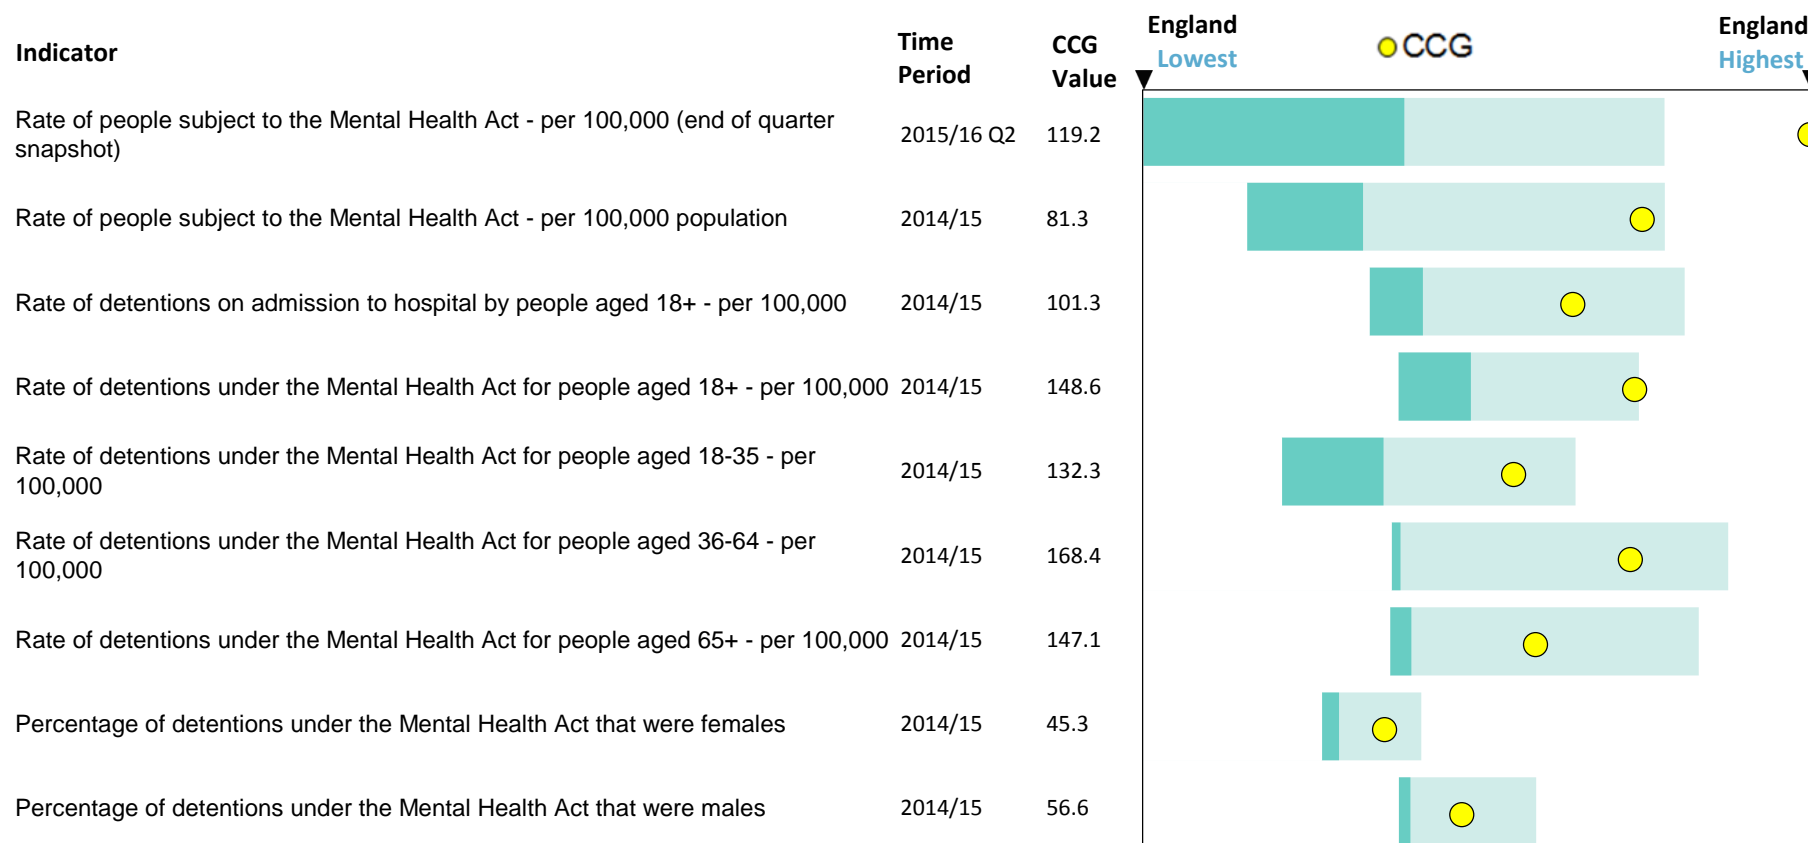 Indicator
Time Period
CCG Value
England Lowest
CCG
England Highest
Rate of people subject to the Mental Health Act - per 100,000 (end of quarter
snapshot)
2015/16 Q2
119.2
Rate of people subject to the Mental Health Act - per 100,000 population
2014/15
81.3
Rate of detentions on admission to hospital by people aged 18+ - per 100,000
2014/15
101.3
Rate of detentions under the Mental Health Act for people aged 18+ - per 100,000
2014/15
148.6
Rate of detentions under the Mental Health Act for people aged 18-35 - per
100,000
2014/15
132.3
Rate of detentions under the Mental Health Act for people aged 36-64 - per
100,000
2014/15
168.4
Rate of detentions under the Mental Health Act for people aged 65+ - per 100,000
2014/15
147.1
Percentage of detentions under the Mental Health Act that were females
2014/15
45.3
Percentage of detentions under the Mental Health Act that were males
2014/15
56.6